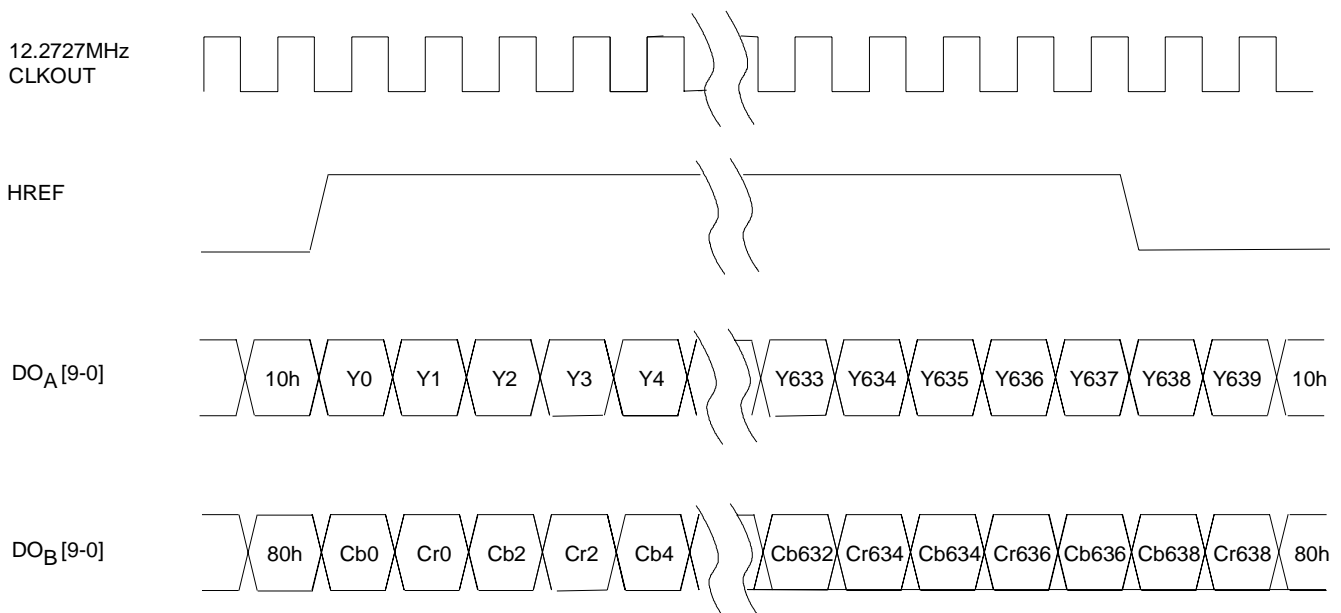 12.2727MHz
CLKOUT
HREF
DOA[9-0] 10h Y0 Y1 Y2 Y3 Y4 Y633 Y634 Y635 Y636 Y637 Y638 Y639 10h
DOB[9-0] 80h Cb0 Cr0 Cb2 Cr2 Cb4 Cb632 Cr634 Cb634 Cr636 Cb636 Cb638 Cr638 80h